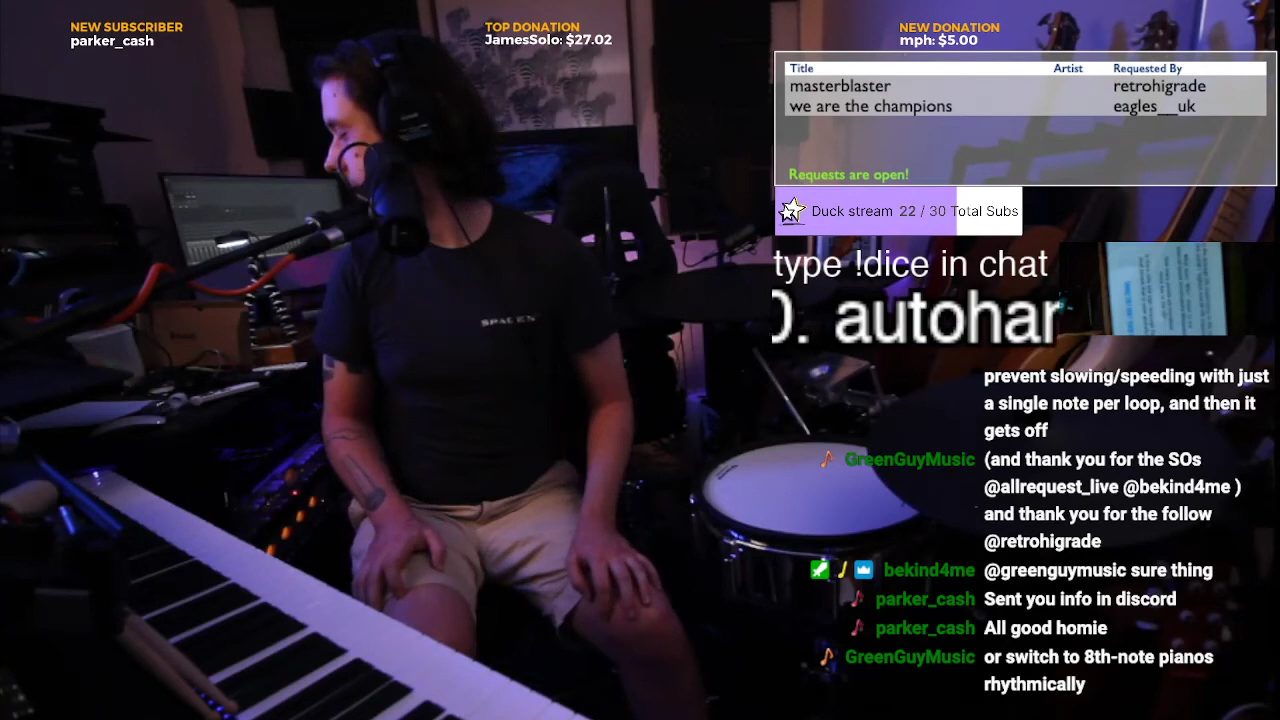 NEW SUBSCRIBER
parker_cash
TOP DONATION
JamesSolo: $27.02
NEW DONATION
mph: $5.00
Title Artist Requested By
masterblaster retrohigrade
we are the champions eagles__uk
Requests are open!
Duck stream 22 / 30 Total Subs
type !dice in chat
0. autohar
SPACE
prevent slowing/speeding with just
a single note per loop, and then it
gets off
GreenGuyMusic (and thank you for the SOs
@allrequest_live @bekind4me )
and thank you for the follow
@retrohigrade
bekind4me @greenguymusic sure thing
parker_cash Sent you info in discord
parker_cash All good homie
GreenGuyMusic or switch to 8th-note pianos
rhythmically